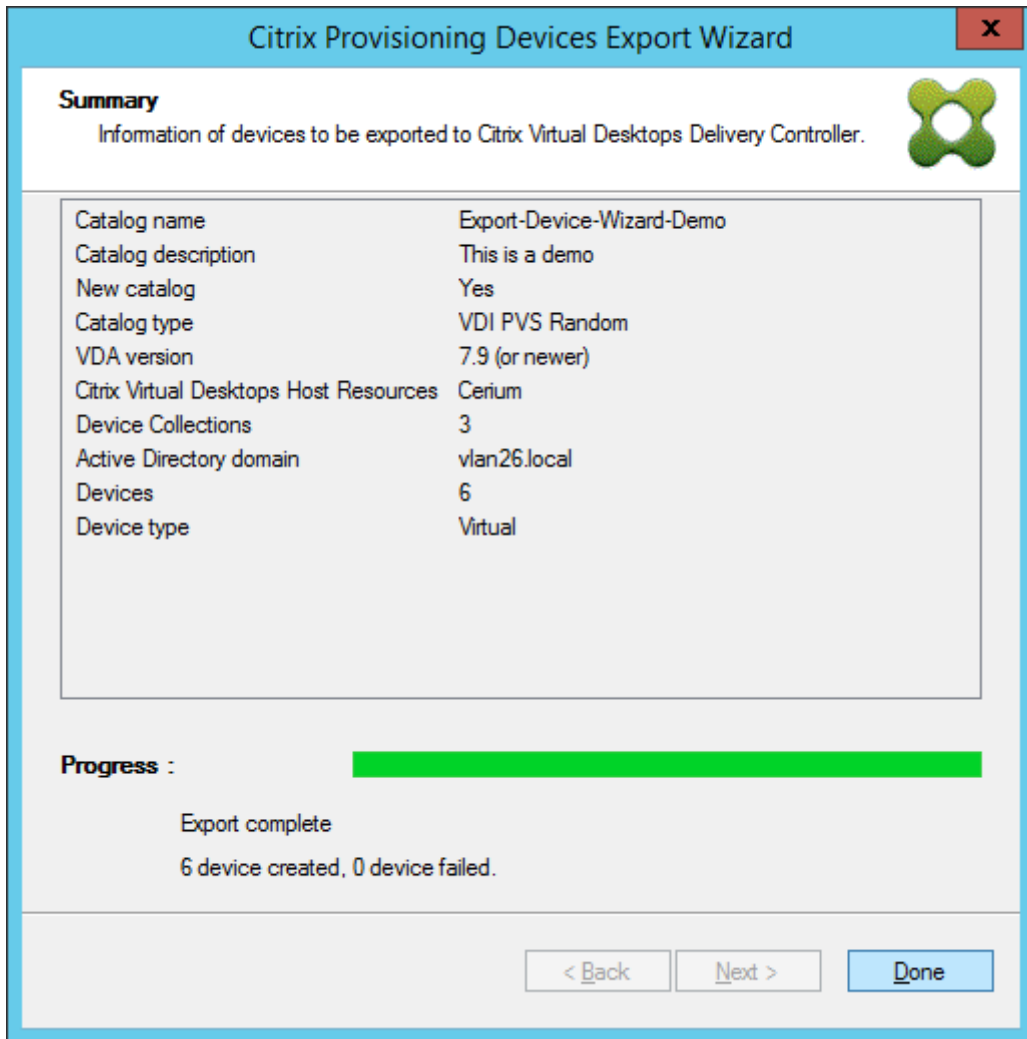 Citrix Provisioning Devices Export Wizard
x
Summary
Information of devices to be exported to Citrix Virtual Desktops Delivery Controller.
Catalog name Export-Device-Wizard-Demo
Catalog description This is a demo
New catalog Yes
Catalog type VDI PVS Random
VDA version 7.9 (or newer)
Citrix Virtual Desktops Host Resources Cerium
Device Collections 3
Active Directory domain vlan26.local
Devices 6
Device type Virtual
Progress :
Export complete
6 device created, 0 device failed.
< Back Next > Done